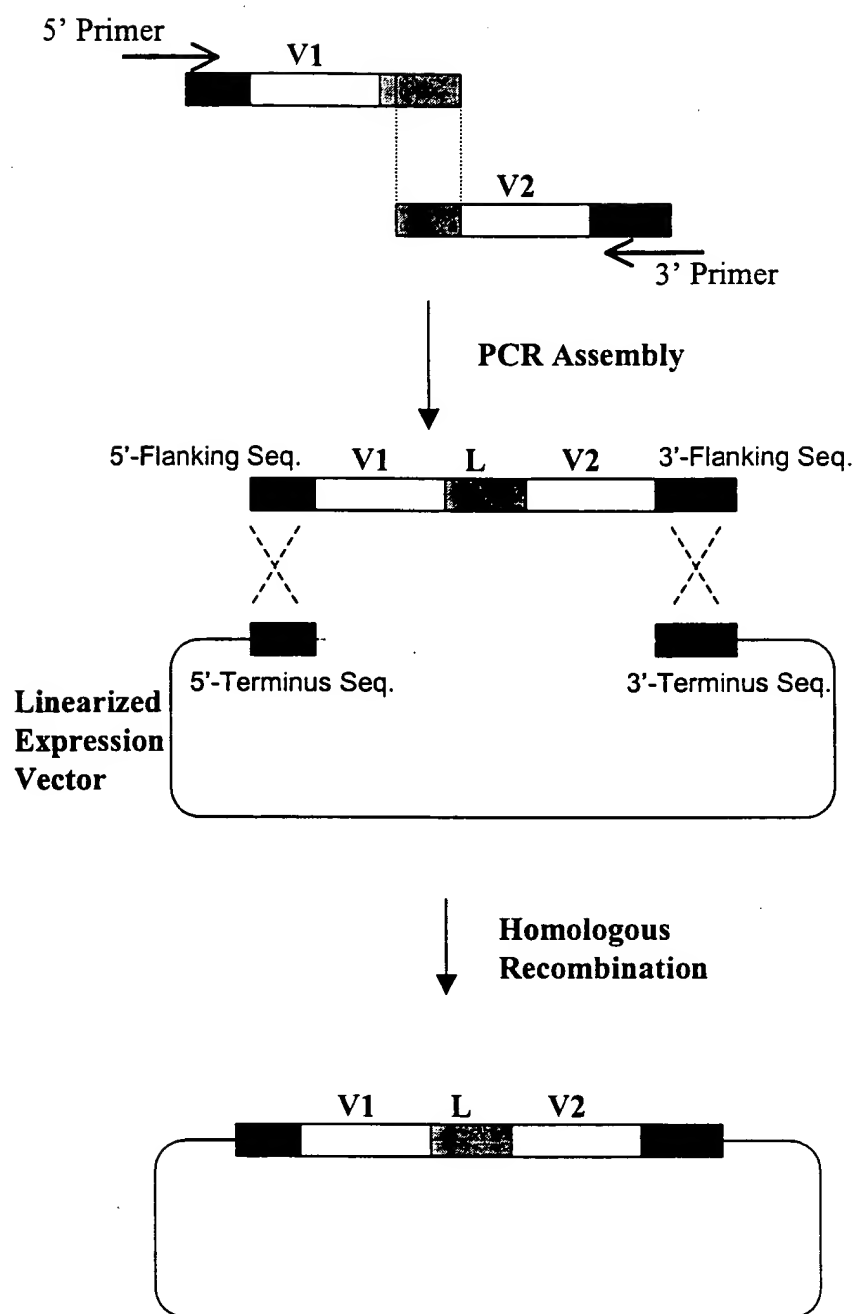 5’ Primer
V1
V2
3’ Primer
PCR Assembly
5’-Flanking Seq.
V1
L
V2
3’-Flanking Seq.
5’-Terminus Seq.
3’-Terminus Seq.
Linearized
Expression
Vector
Homologous
Recombination
V1
L
V2